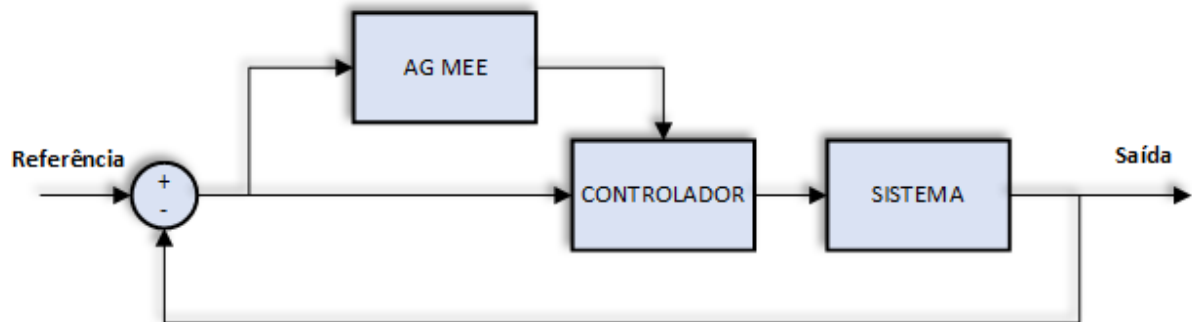 AG MEE
Referência
+
-
CONTROLADOR
SISTEMA
Saída